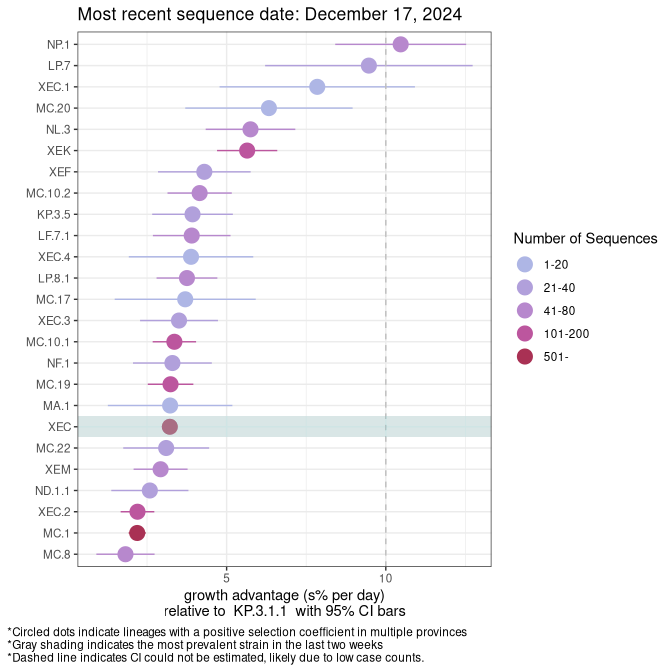 Most recent sequence date: December 17, 2024
NP.1
LP.7
XEC.1
MC.20
NL.3
XEK
XEF
MC.10.2
KP.3.5
LF.7.1
XEC.4
LP.8.1
MC.17
XEC.3
MC.10.1
NF.1
MC.19
MA.1
XEC
MC.22
XEM
ND.1.1
XEC.2
MC.1
MC.8
5 10
growth advantage (s% per day)
relative to KP.3.1.1 with 95% CI bars
Number of Sequences
1-20
21-40
41-80
101-200
501-
*Circled dots indicate lineages with a positive selection coefficient in multiple provinces
*Gray shading indicates the most prevalent strain in the last two weeks
*Dashed line indicates CI could not be estimated, likely due to low case counts.